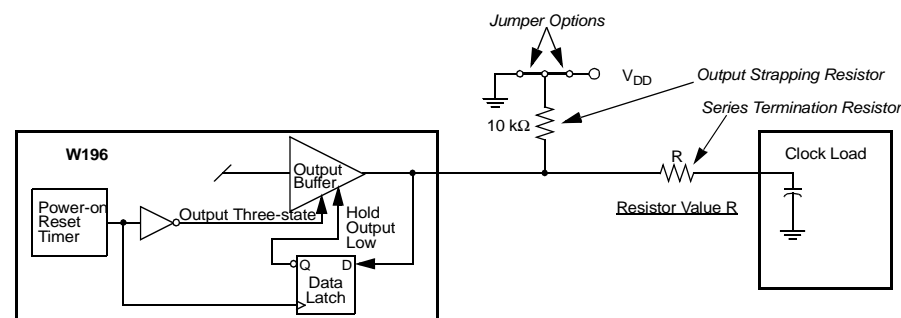 Jumper Options
VDD
Output Strapping Resistor
Series Termination Resistor
10 kΩ
W196
Output
Buffer
R
Clock Load
Power-on
Reset
Timer
Output Three-state
Hold
Output
Low
Resistor Value R
Q
D
Data
Latch